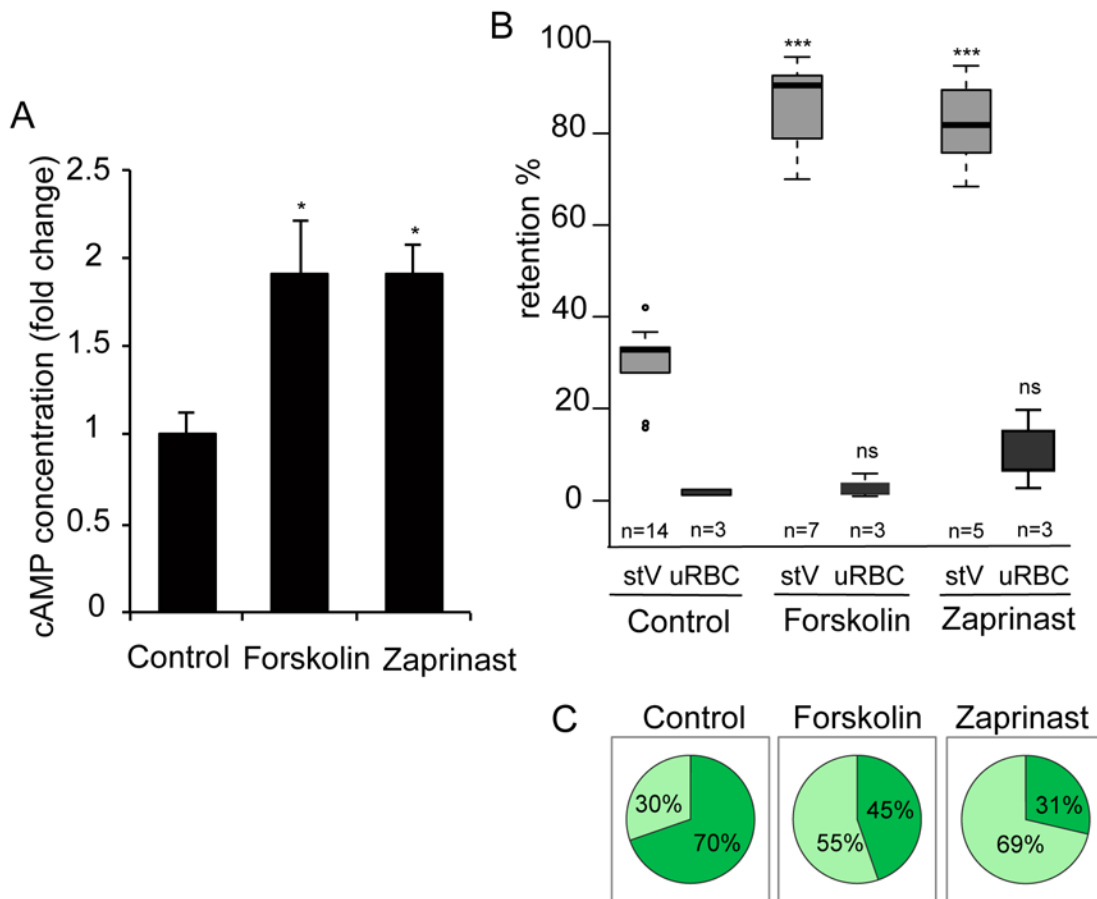 A
cAMP concentration (fold change)
2.5
2
1.5
1
0.5
0
*
*
Control Forskolin Zaprinast
B
retention %
100
80
60
40
20
0
***
***
ns
ns
n=14 n=3 n=7 n=3 n=5 n=3
stV uRBC stV uRBC stV uRBC
Control Forskolin Zaprinast
C
Control Forskolin Zaprinast
30% 70% 55% 45% 31% 69%